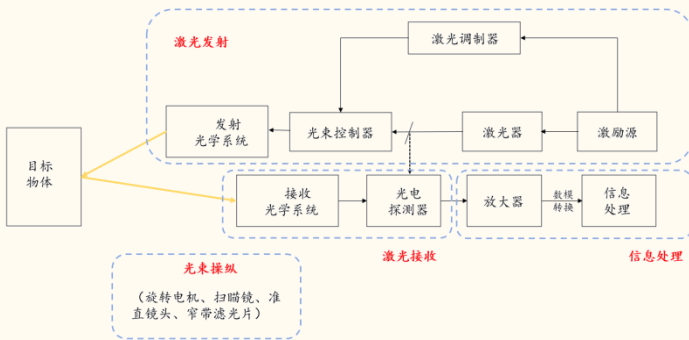 激光发射
激光调制器
发射
光学系统
光束控制器
激光器
激励源
目标
物体
接收
光学系统
光电
探测器
放大器
数模
转换
信息
处理
激光接收
信息处理
光束操纵
（旋转电机、扫瞄镜、准
直镜头、窄带滤光片）